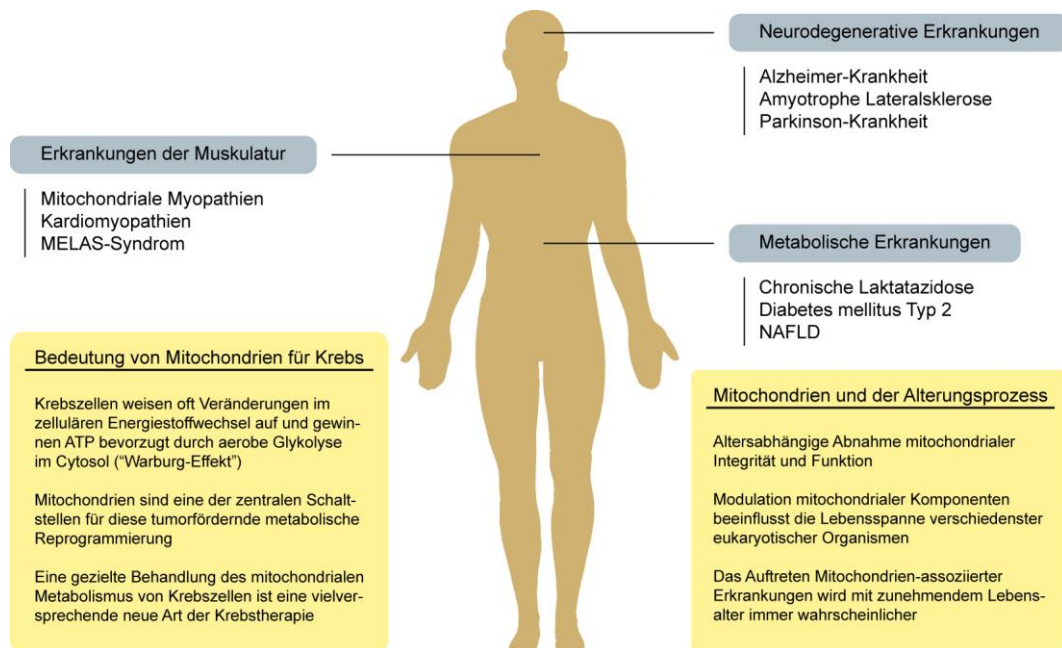 Neurodegenerative Erkrankungen
Alzheimer-Krankheit
Amyotrophe Lateralsklerose
Parkinson-Krankheit
Erkrankungen der Muskulatur
Mitochondriale Myopathien
Kardiomyopathien
MELAS-Syndrom
Metabolische Erkrankungen
Chronische Laktatazidose
Diabetes mellitus Typ 2
NAFLD
Bedeutung von Mitochondrien für Krebs
Krebszellen weisen oft Veränderungen im
zellulären Energiestoffwechsel auf und gewin-
nen ATP bevorzugt durch aerobe Glykolyse
im Cytosol (“Warburg-Effekt”)
Mitochondrien sind eine der zentralen Schalt-
stellen für diese tumorfördernde metabolische
Reprogrammierung
Eine gezielte Behandlung des mitochondrialen
Metabolismus von Krebszellen ist eine vielver-
sprechende neue Art der Krebstherapie
Mitochondrien und der Alterungsprozess
Altersabhängige Abnahme mitochondrialer
Integrität und Funktion
Modulation mitochondrialer Komponenten
beeinflusst die Lebensspanne verschiedenster
eukaryotischer Organismen
Das Auftreten Mitochondrien-assoziierter
Erkrankungen wird mit zunehmendem Lebens-
alter immer wahrscheinlicher